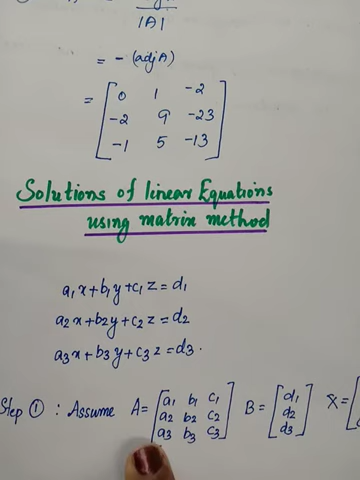 |A|
= - (adj A)
= [0 1 -2
-2 9 -23
-1 5 -13]
Solutions of linear Equations
using matrix method
a₁x+b₁y+c₁z=d₁
a₂x+b₂y+c₂z=d₂
a₃x+b₃y+c₃z=d₃.
Step ① : Assume A= [a₁ b₁ c₁ B= [d₁ X= [
a₂ b₂ c₂] d₂]
a₃ b₃ c₃ d₃